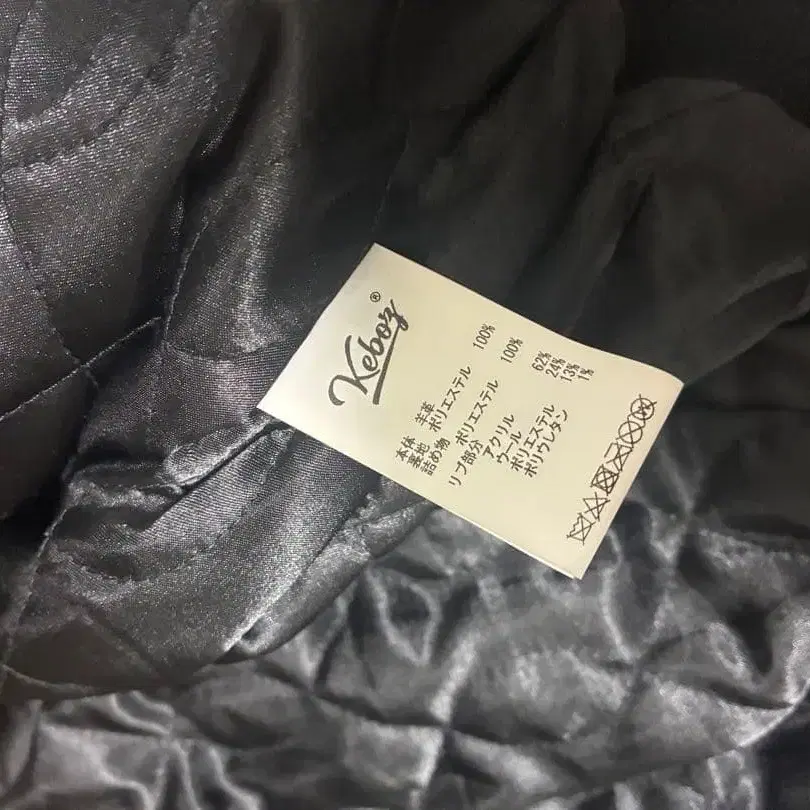 Keboz®
本体 羊革
裏地 ポリエステル 100%
詰め物 ポリエステル 100%
リブ部分 アクリル 62%
ウール 24%
ポリエステル 13%
ポリウレタン 1%